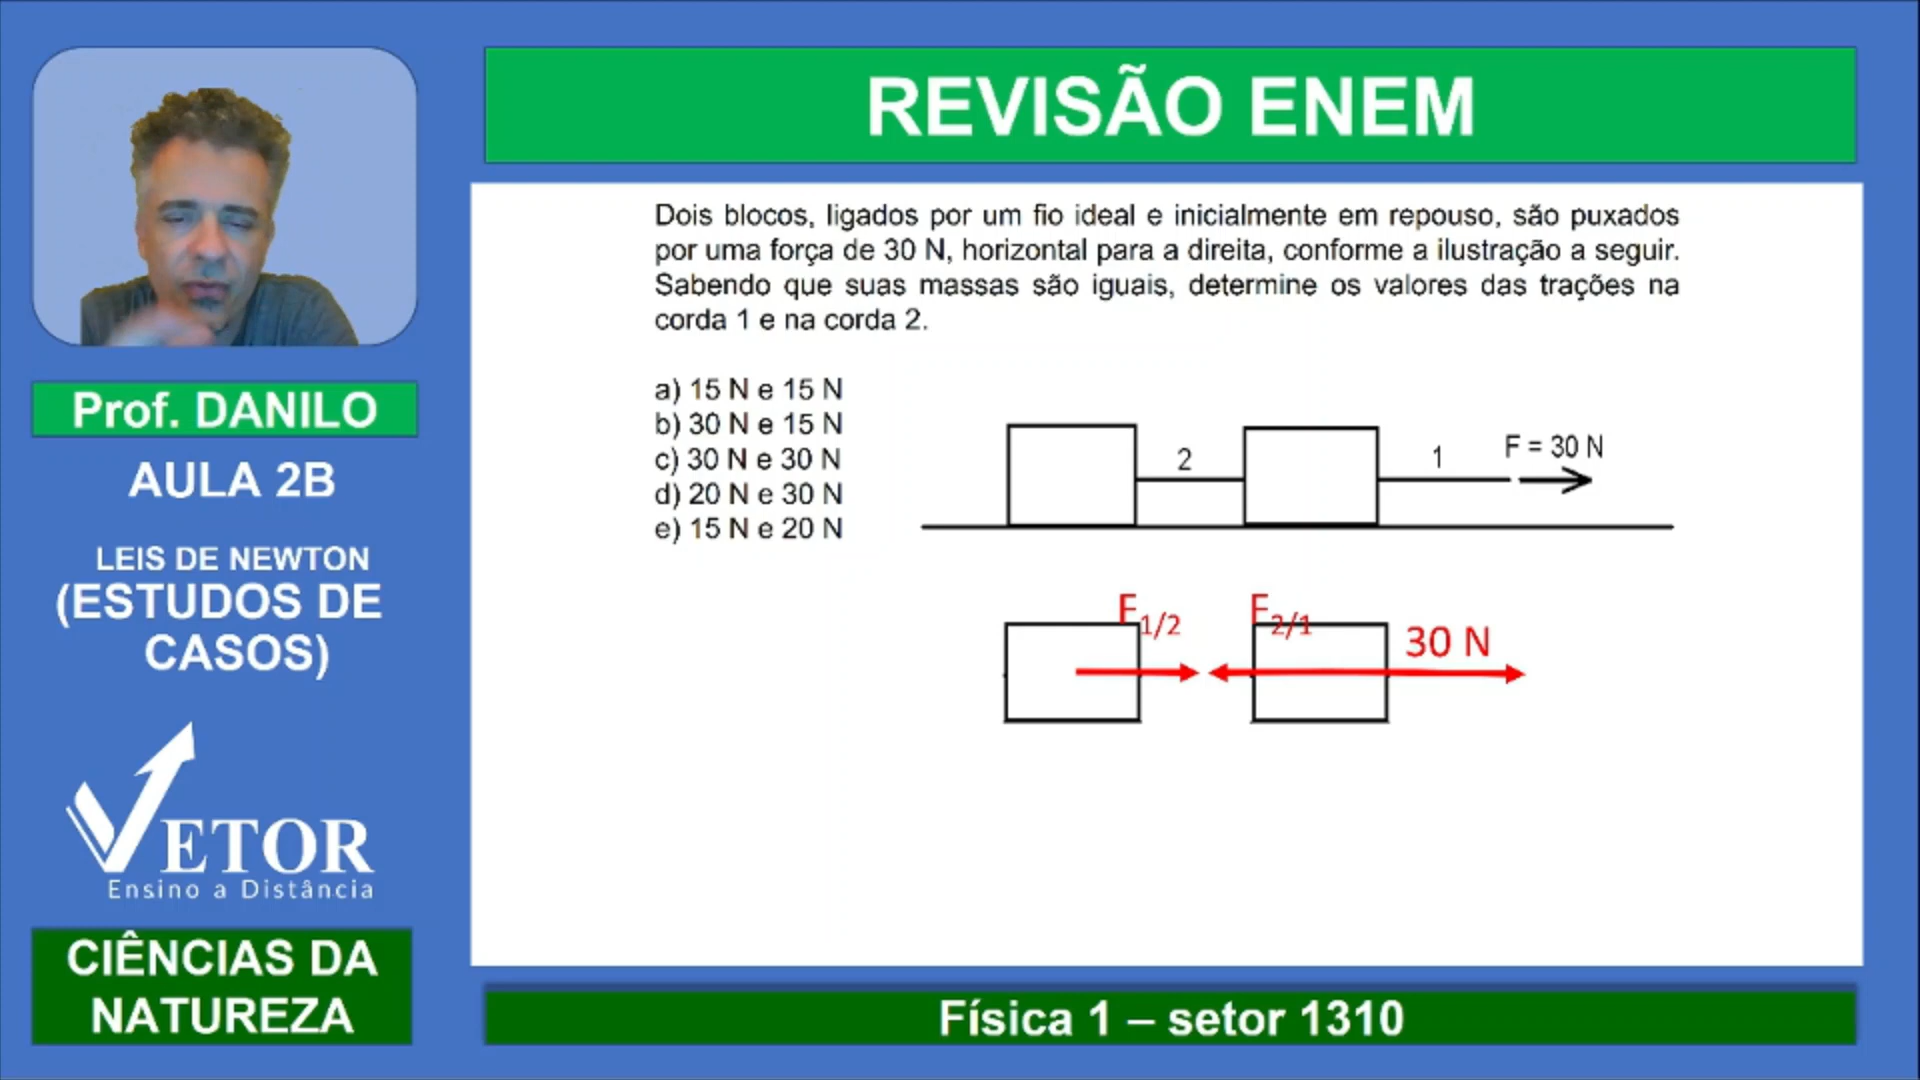 REVISÃO ENEM
Dois blocos, ligados por um fio ideal e inicialmente em repouso, são puxados
por uma força de 30 N, horizontal para a direita, conforme a ilustração a seguir.
Sabendo que suas massas são iguais, determine os valores das trações na
corda 1 e na corda 2.
a) 15 N e 15 N
b) 30 N e 15 N
c) 30 N e 30 N
d) 20 N e 30 N
e) 15 N e 20 N
2
1
F = 30 N
F1/2
F2/1
30 N
Prof. DANILO
AULA 2B
LEIS DE NEWTON
(ESTUDOS DE
CASOS)
VETOR
Ensino a Distância
CIÊNCIAS DA
NATUREZA
Física 1 – setor 1310